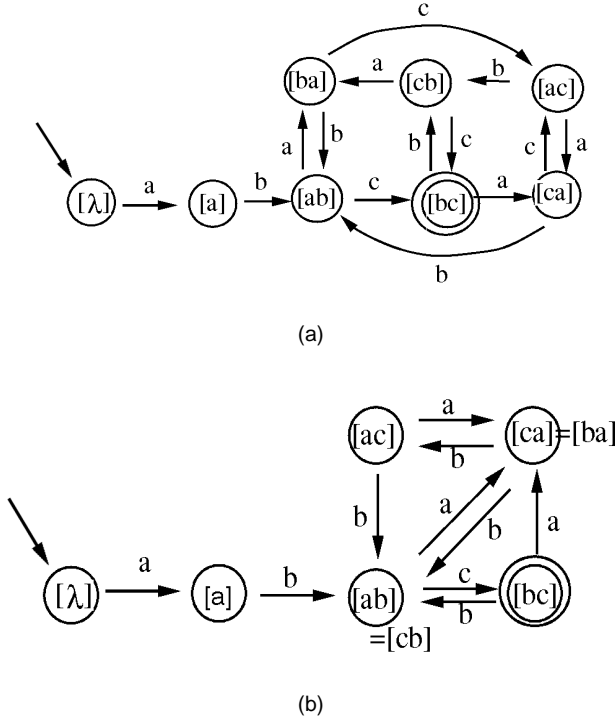 c
[ba] a [cb] b [ac]
a b b c c a
[λ] a [a] b [ab] c [bc] a [ca]
b
(a)
[ac] a [ca]=[ba]
b
b a b a
[λ] a [a] b [ab] c [bc]
b
=[cb]
(b)